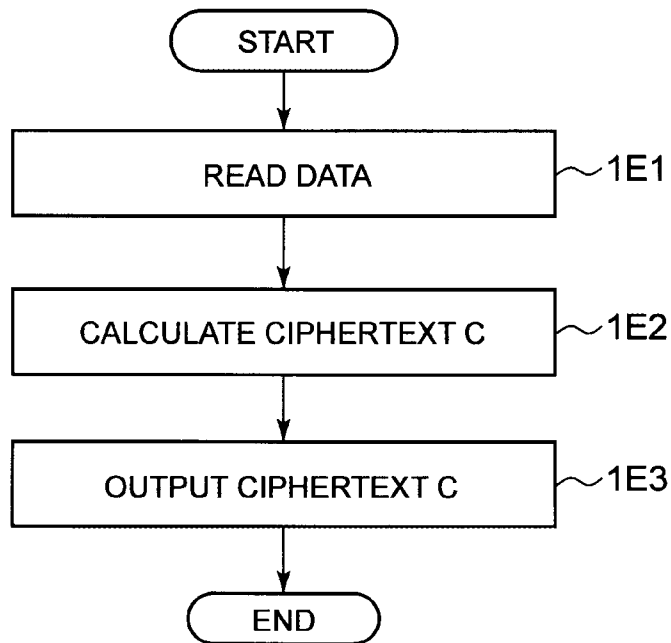 START
READ DATA
1E1
CALCULATE CIPHERTEXT C
1E2
OUTPUT CIPHERTEXT C
1E3
END